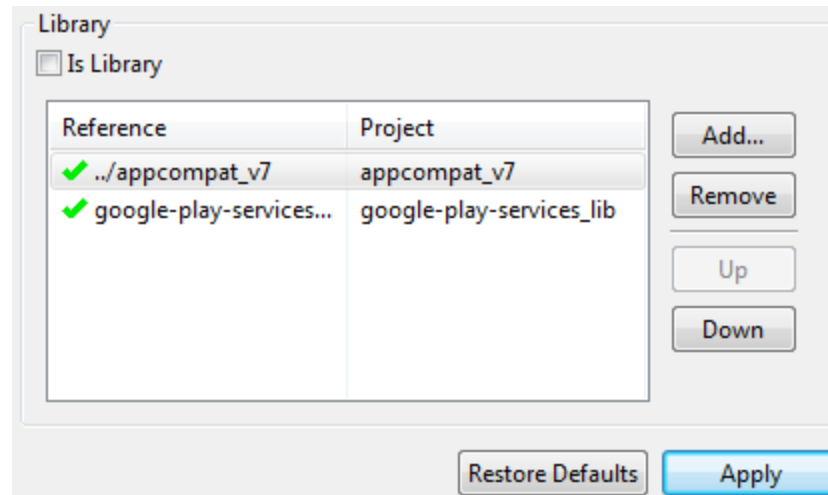 Library
Is Library
Reference Project
../appcompat_v7 appcompat_v7
google-play-services... google-play-services_lib
Add...
Remove
Up
Down
Restore Defaults Apply